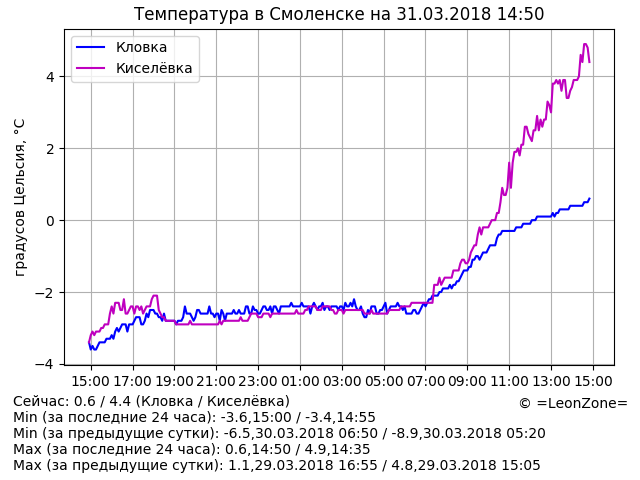 Температура в Смоленске на 31.03.2018 14:50
Кловка
Киселёвка
градусов Цельсия, °C
4
2
0
−2
−4
15:00 17:00 19:00 21:00 23:00 01:00 03:00 05:00 07:00 09:00 11:00 13:00 15:00
Сейчас: 0.6 / 4.4 (Кловка / Киселёвка)
© =LeonZone=
Min (за последние 24 часа): -3.6,15:00 / -3.4,14:55
Min (за предыдущие сутки): -6.5,30.03.2018 06:50 / -8.9,30.03.2018 05:20
Max (за последние 24 часа): 0.6,14:50 / 4.9,14:35
Max (за предыдущие сутки): 1.1,29.03.2018 16:55 / 4.8,29.03.2018 15:05